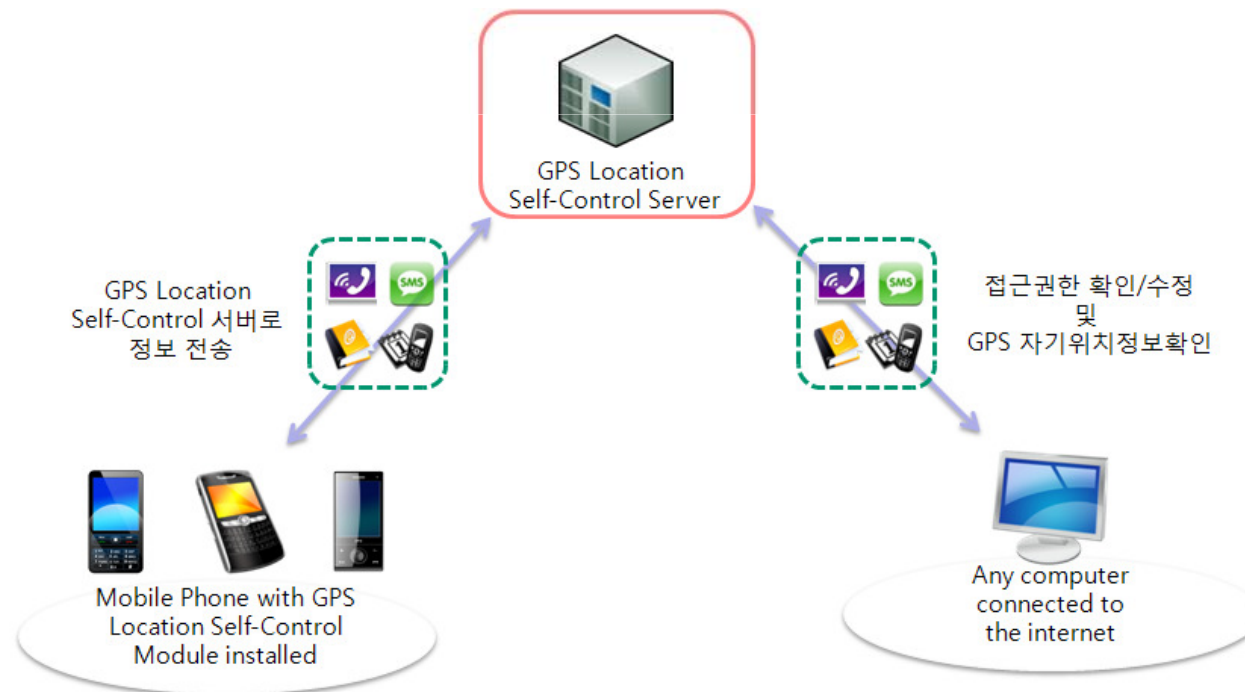 GPS Location
Self-Control Server
GPS Location
Self-Control 서버로
정보 전송
SMS
SMS
접근권한 확인/수정
및
GPS 자기위치정보확인
Mobile Phone with GPS
Location Self-Control
Module installed
Any computer
connected to
the internet